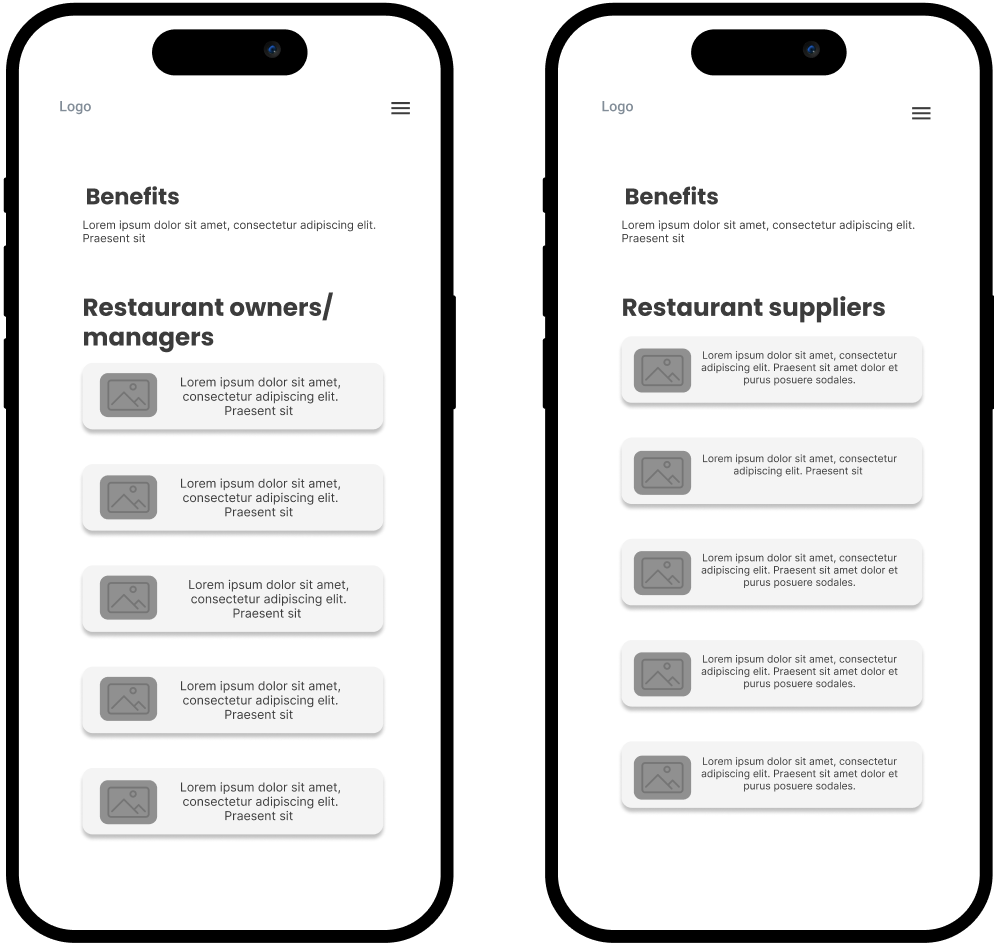 Logo
Benefits
Lorem ipsum dolor sit amet, consectetur adipiscing elit.
Praesent sit
Restaurant owners/
managers
Lorem ipsum dolor sit amet,
consectetur adipiscing elit.
Praesent sit
Lorem ipsum dolor sit amet,
consectetur adipiscing elit.
Praesent sit
Lorem ipsum dolor sit amet,
consectetur adipiscing elit.
Praesent sit
Lorem ipsum dolor sit amet,
consectetur adipiscing elit.
Praesent sit
Lorem ipsum dolor sit amet,
consectetur adipiscing elit.
Praesent sit
Logo
Benefits
Lorem ipsum dolor sit amet, consectetur adipiscing elit.
Praesent sit
Restaurant suppliers
Lorem ipsum dolor sit amet, consectetur
adipiscing elit. Praesent sit amet dolor et
purus posuere sodales.
Lorem ipsum dolor sit amet, consectetur
adipiscing elit. Praesent sit
Lorem ipsum dolor sit amet, consectetur
adipiscing elit. Praesent sit amet dolor et
purus posuere sodales.
Lorem ipsum dolor sit amet, consectetur
adipiscing elit. Praesent sit amet dolor et
purus posuere sodales.
Lorem ipsum dolor sit amet, consectetur
adipiscing elit. Praesent sit amet dolor et
purus posuere sodales.